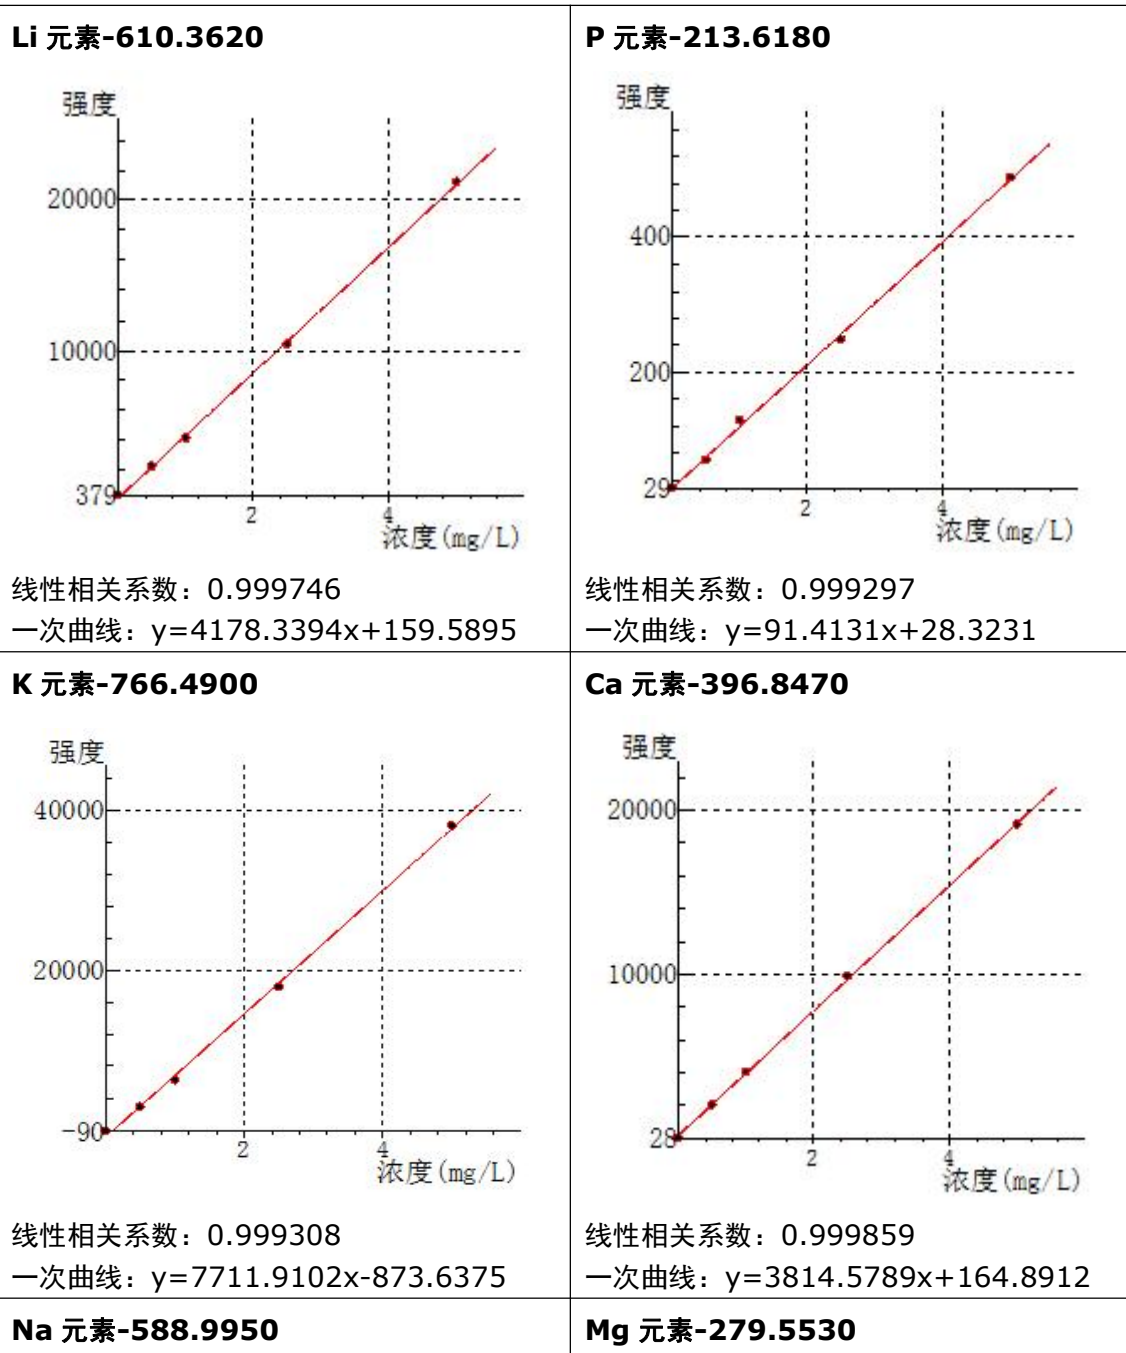 Li 元素-610.3620
强度
20000
10000
379
2
4
浓度(mg/L)
线性相关系数：0.999746
一次曲线：y=4178.3394x+159.5895
P 元素-213.6180
强度
400
200
29
2
4
浓度(mg/L)
线性相关系数：0.999297
一次曲线：y=91.4131x+28.3231
K 元素-766.4900
强度
40000
20000
-90
2
4
浓度(mg/L)
线性相关系数：0.999308
一次曲线：y=7711.9102x-873.6375
Ca 元素-396.8470
强度
20000
10000
28
2
4
浓度(mg/L)
线性相关系数：0.999859
一次曲线：y=3814.5789x+164.8912
Na 元素-588.9950
Mg 元素-279.5530